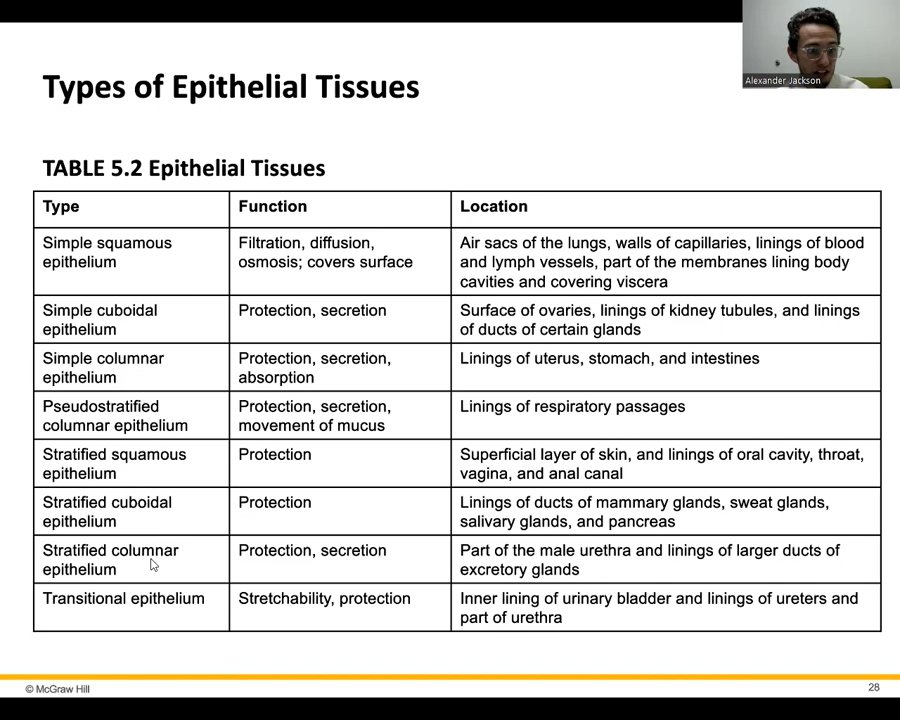 Alexander Jackson
Types of Epithelial Tissues
TABLE 5.2 Epithelial Tissues
Type
Function
Location
Simple squamous
epithelium
Filtration, diffusion,
osmosis; covers surface
Air sacs of the lungs, walls of capillaries, linings of blood
and lymph vessels, part of the membranes lining body
cavities and covering viscera
Simple cuboidal
epithelium
Protection, secretion
Surface of ovaries, linings of kidney tubules, and linings
of ducts of certain glands
Simple columnar
epithelium
Protection, secretion,
absorption
Linings of uterus, stomach, and intestines
Pseudostratified
columnar epithelium
Protection, secretion,
movement of mucus
Linings of respiratory passages
Stratified squamous
epithelium
Protection
Superficial layer of skin, and linings of oral cavity, throat,
vagina, and anal canal
Stratified cuboidal
epithelium
Protection
Linings of ducts of mammary glands, sweat glands,
salivary glands, and pancreas
Stratified columnar
epithelium
Protection, secretion
Part of the male urethra and linings of larger ducts of
excretory glands
Transitional epithelium
Stretchability, protection
Inner lining of urinary bladder and linings of ureters and
part of urethra
© McGraw Hill
28